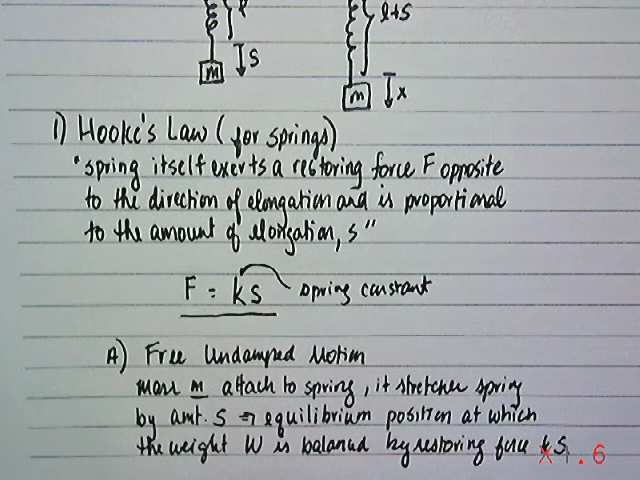 l+s
m
S
m
x
1) Hooke's Law (for springs)
"spring itself exerts a restoring force F opposite
to the direction of elongation and is proportional
to the amount of elongation, s"
F = ks spring constant
A) Free Undamped Motion
mass m attach to spring, it stretches spring
by amt. S → equilibrium position at which
the weight W is balanced by restoring force kS
x1.6